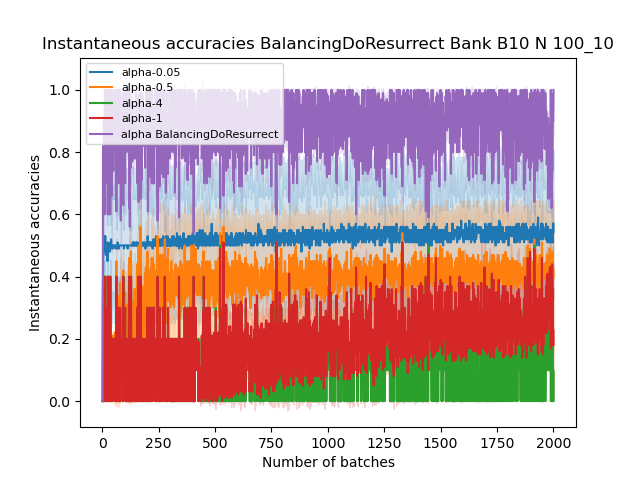 Instantaneous accuracies BalancingDoResurrect Bank B10 N 100_10
alpha-0.05
alpha-0.5
alpha-4
alpha-1
alpha BalancingDoResurrect
Instantaneous accuracies
1.0
0.8
0.6
0.4
0.2
0.0
0 250 500 750 1000 1250 1500 1750 2000
Number of batches